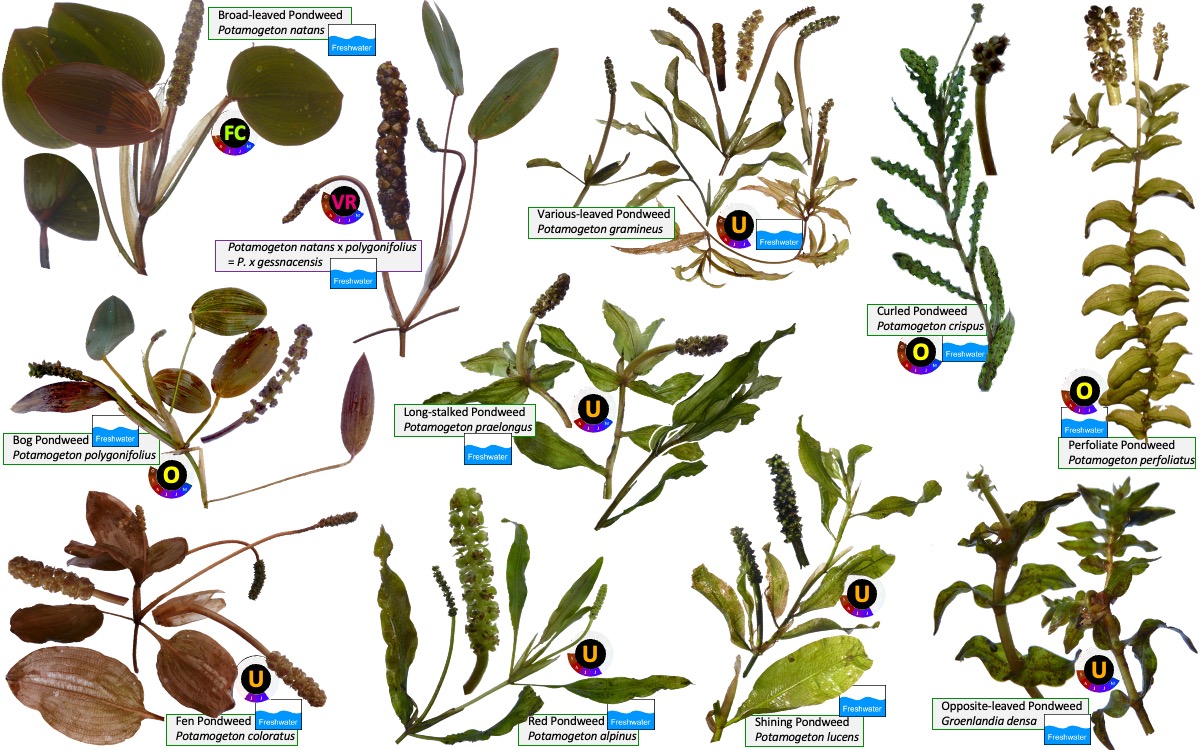 Broad-leaved Pondweed
Potamogeton natans
Freshwater
FC
VR
Potamogeton natans x polygonifolius
= P. x gessnacensis
Freshwater
Various-leaved Pondweed
Potamogeton gramineus
U
Freshwater
Curled Pondweed
Potamogeton crispus
O
Freshwater
O
Freshwater
Perfoliate Pondweed
Potamogeton perfoliatus
Bog Pondweed
Freshwater
Potamogeton polygonifolius
O
Long-stalked Pondweed
Potamogeton praelongus
Freshwater
U
Fen Pondweed
Potamogeton coloratus
Freshwater
U
Red Pondweed
Potamogeton alpinus
Freshwater
U
Shining Pondweed
Potamogeton lucens
Freshwater
U
Opposite-leaved Pondweed
Groenlandia densa
Freshwater
U